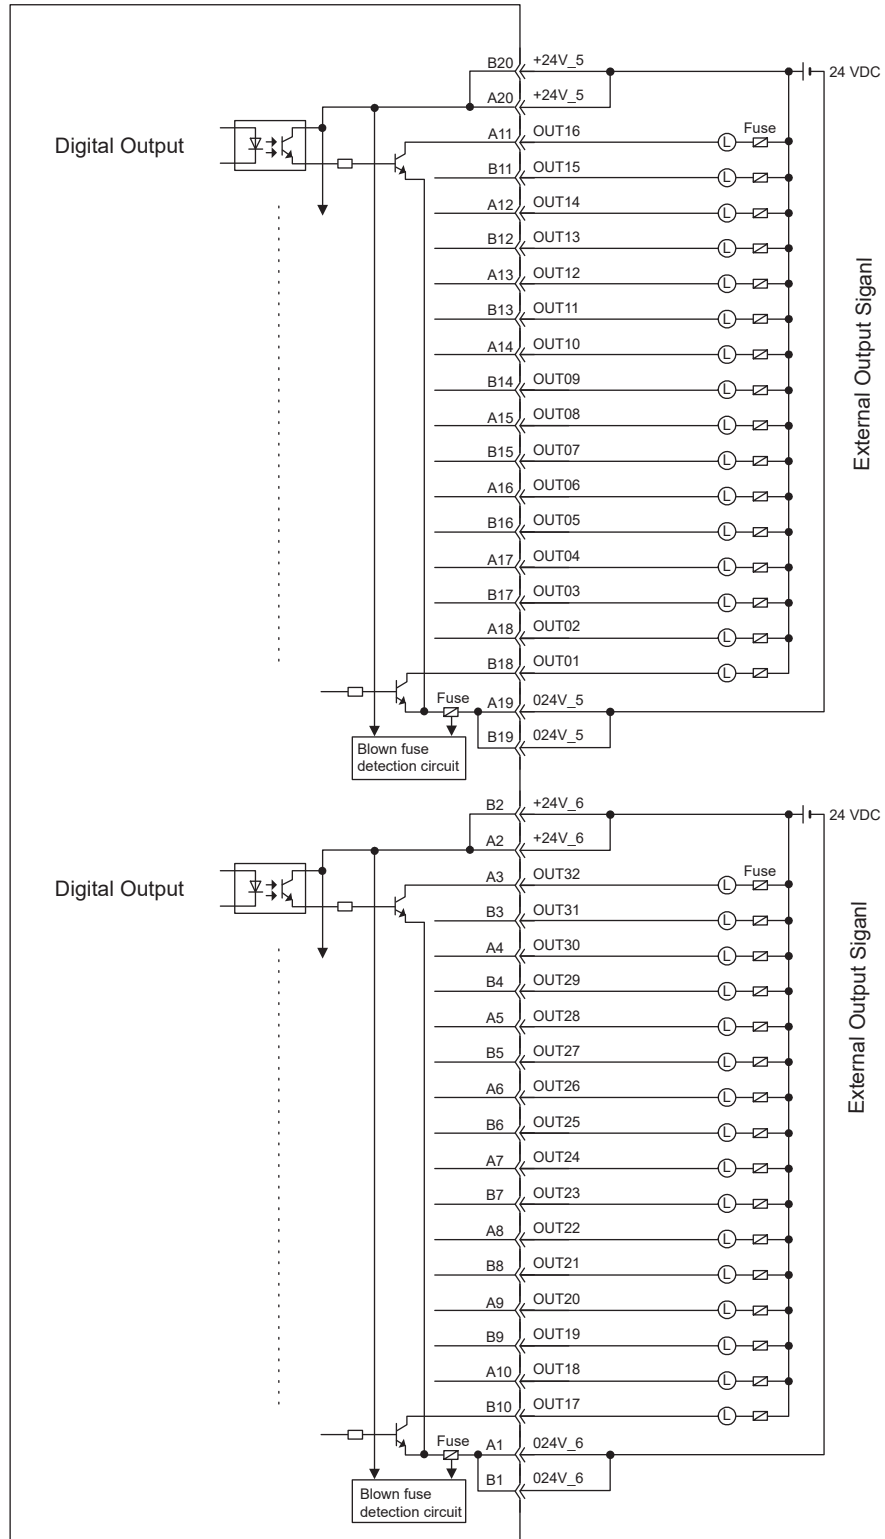 B20 +24V_5
24 VDC
A20 +24V_5
Digital Output
A11 OUT16 L Fuse
B11 OUT15 L
A12 OUT14 L
B12 OUT13 L
A13 OUT12 L
B13 OUT11 L
A14 OUT10 L
B14 OUT09 L
A15 OUT08 L
B15 OUT07 L
A16 OUT06 L
B16 OUT05 L
A17 OUT04 L
B17 OUT03 L
A18 OUT02 L
B18 OUT01 L
External Output Siganl
Fuse A19 024V_5
B19 024V_5
Blown fuse
detection circuit
B2 +24V_6
24 VDC
A2 +24V_6
Digital Output
A3 OUT32 L Fuse
B3 OUT31 L
A4 OUT30 L
B4 OUT29 L
A5 OUT28 L
B5 OUT27 L
A6 OUT26 L
B6 OUT25 L
A7 OUT24 L
B7 OUT23 L
A8 OUT22 L
B8 OUT21 L
A9 OUT20 L
B9 OUT19 L
A10 OUT18 L
B10 OUT17 L
External Output Siganl
Fuse A1 024V_6
B1 024V_6
Blown fuse
detection circuit